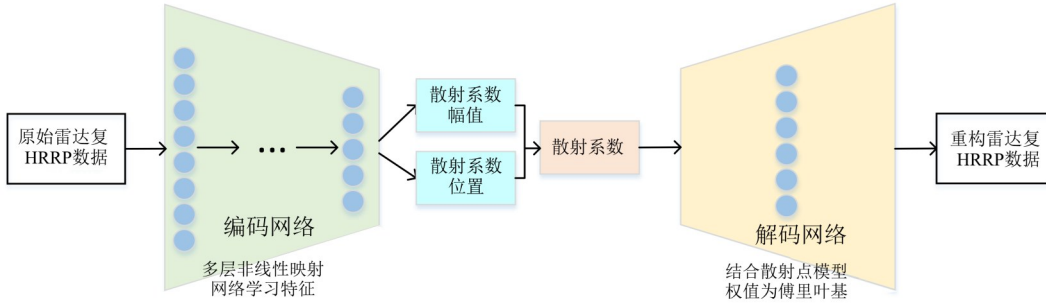 原始雷达复
HRRP数据
...
编码网络
多层非线性映射
网络学习特征
散射系数
幅值
散射系数
位置
散射系数
解码网络
结合散射点模型
权值为傅里叶基
重构雷达复
HRRP数据